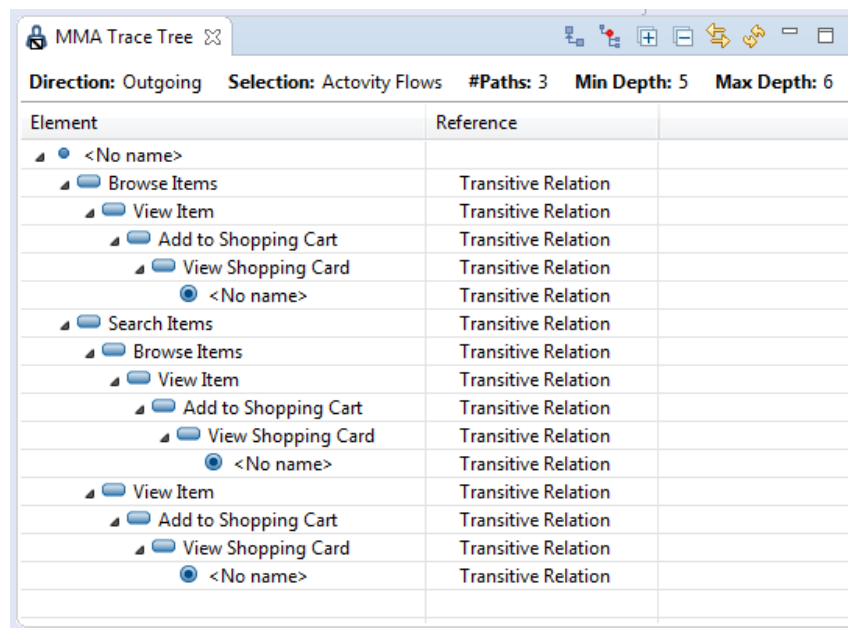 MMA Trace Tree
Direction: Outgoing Selection: Actovity Flows #Paths: 3 Min Depth: 5 Max Depth: 6
Element Reference
<No name>
Browse Items Transitive Relation
View Item Transitive Relation
Add to Shopping Cart Transitive Relation
View Shopping Card Transitive Relation
<No name> Transitive Relation
Search Items Transitive Relation
Browse Items Transitive Relation
View Item Transitive Relation
Add to Shopping Cart Transitive Relation
View Shopping Card Transitive Relation
<No name> Transitive Relation
View Item Transitive Relation
Add to Shopping Cart Transitive Relation
View Shopping Card Transitive Relation
<No name> Transitive Relation